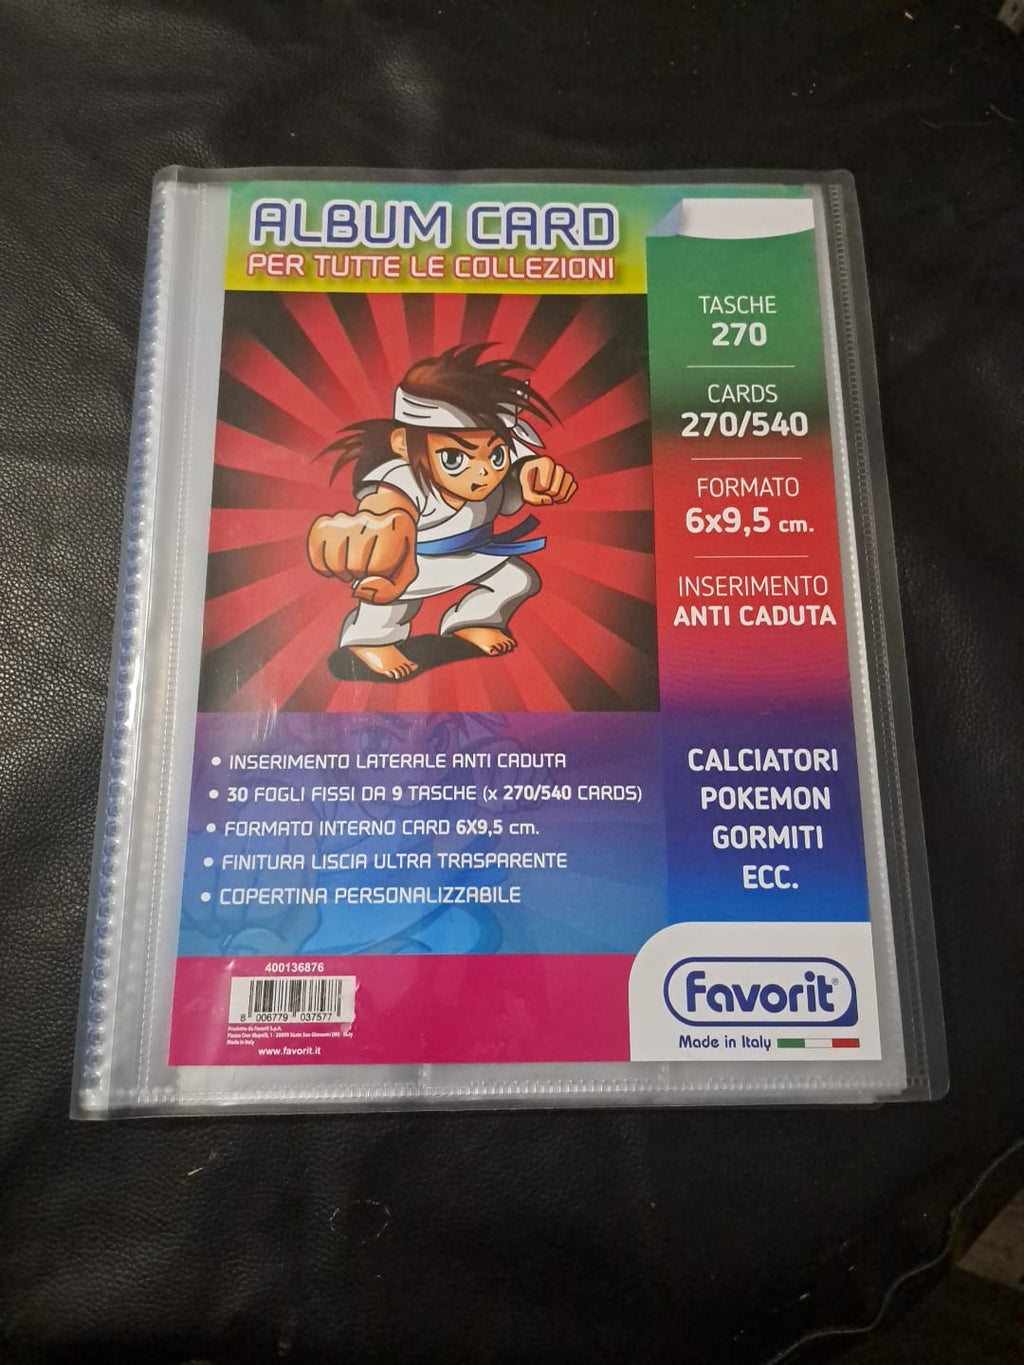 ALBUM CARD
PER TUTTE LE COLLEZIONI
TASCHE
270
CARDS
270/540
FORMATO
6x9,5 cm.
INSERIMENTO
ANTI CADUTA
• INSERIMENTO LATERALE ANTI CADUTA
• 30 FOGLI FISSI DA 9 TASCHE (x 270/540 CARDS)
• FORMATO INTERNO CARD 6X9,5 cm.
• FINITURA LISCIA ULTRA TRASPARENTE
• COPERTINA PERSONALIZZABILE
CALCIATORI
POKEMON
GORMITI
ECC.
400136876
8 006779 037577
Prodotto da Favorit S.p.A.
Made in Italy
www.favorit.it
Favorit®
Made in Italy